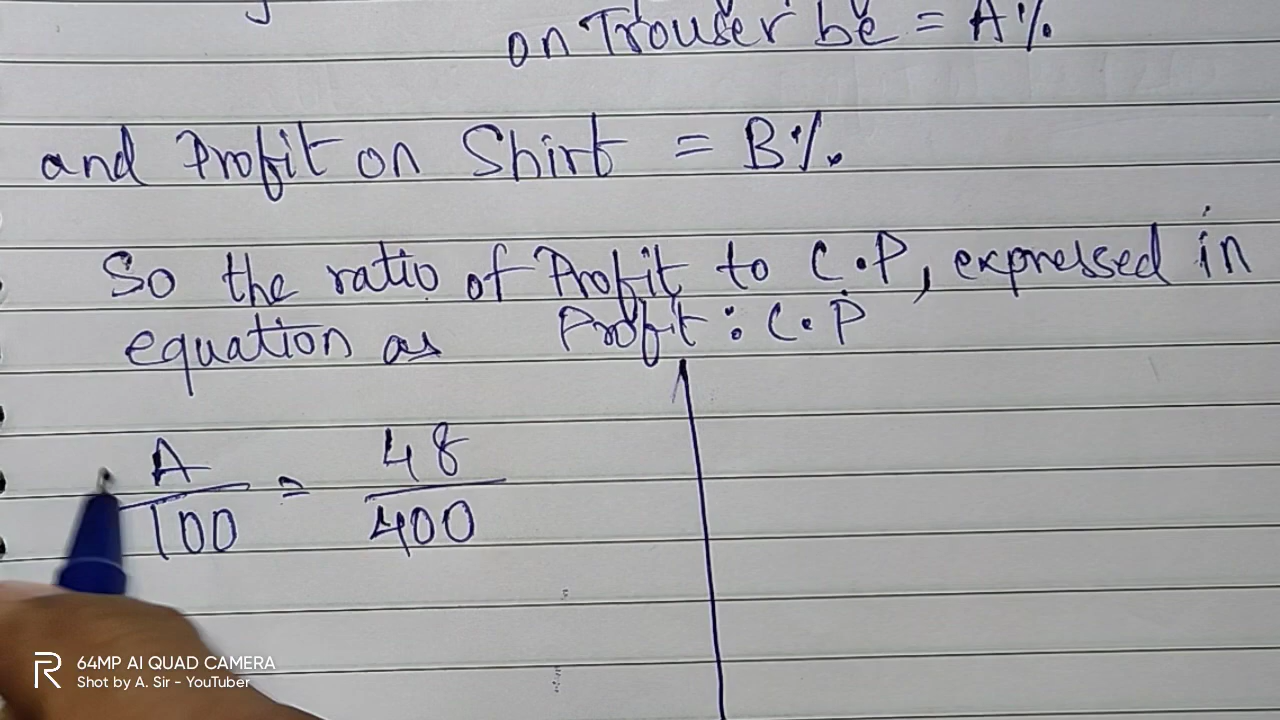 on Trouser be = A%
and Profit on Shirt = B%.
So the ratio of Profit to C.P, expressed in
equation as Profit : C.P
A/100 = 48/400
64MP AI QUAD CAMERA
Shot by A. Sir - YouTuber